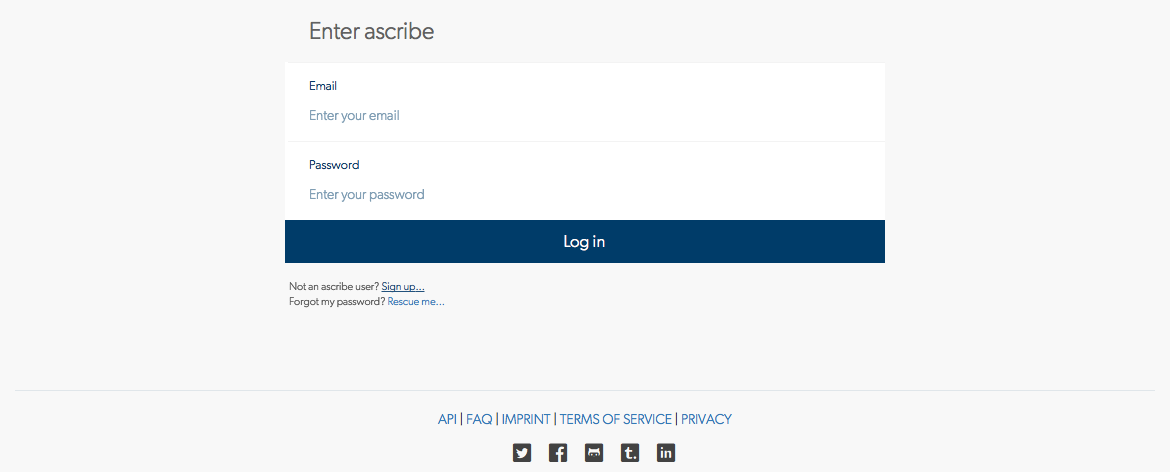 Enter ascribe
Email
Enter your email
Password
Enter your password
Log in
Not an ascribe user? Sign up...
Forgot my password? Rescue me...
API | FAQ | IMPRINT | TERMS OF SERVICE | PRIVACY